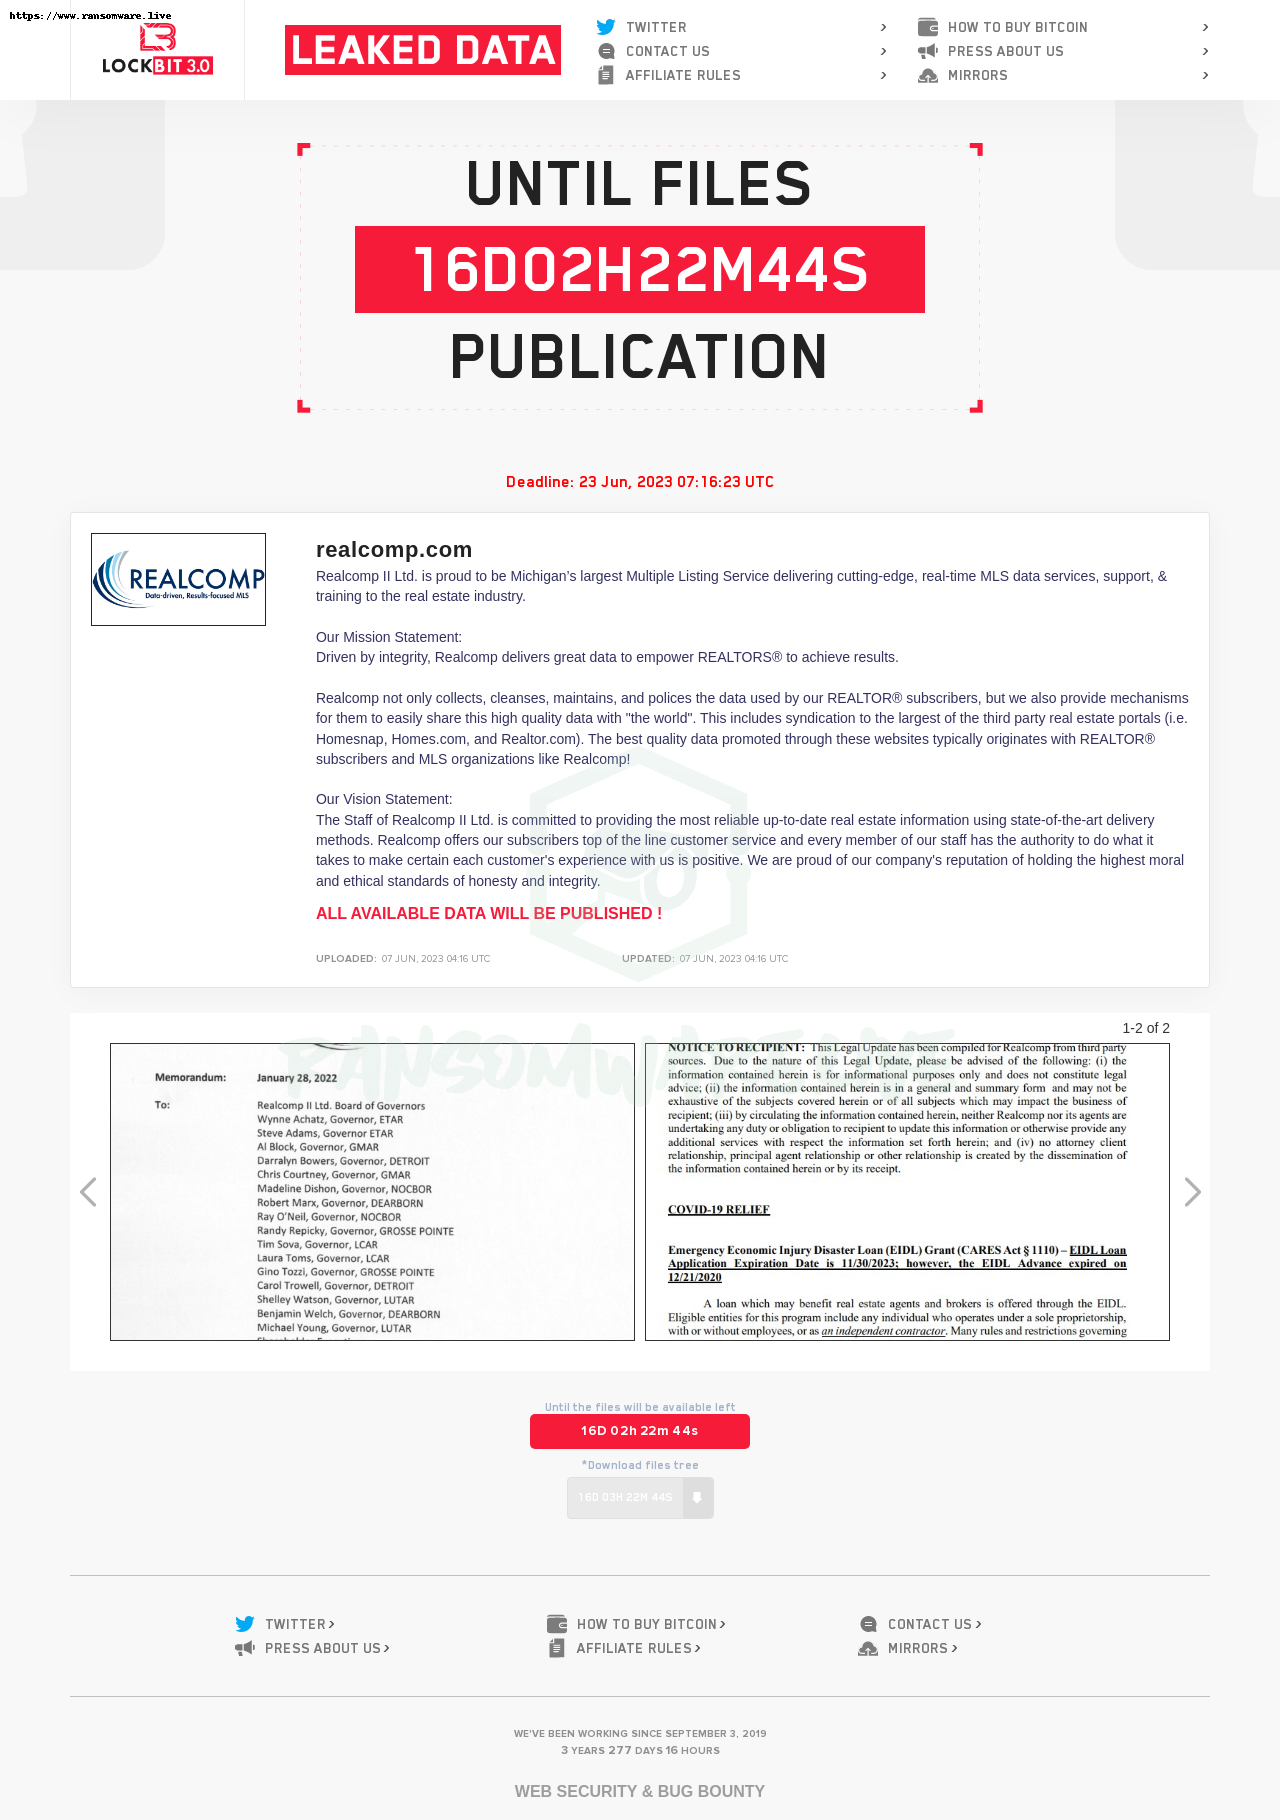 https://www.ransomware.live
LOCKBIT 3.0
LEAKED DATA
TWITTER
CONTACT US
AFFILIATE RULES
HOW TO BUY BITCOIN
PRESS ABOUT US
MIRRORS
UNTIL FILES
16D02H22M44S
PUBLICATION
Deadline: 23 Jun, 2023 07:16:23 UTC
REALCOMP
Data-driven, Results-focused MLS
realcomp.com
Realcomp II Ltd. is proud to be Michigan’s largest Multiple Listing Service delivering cutting-edge, real-time MLS data services, support, &
training to the real estate industry.
Our Mission Statement:
Driven by integrity, Realcomp delivers great data to empower REALTORS® to achieve results.
Realcomp not only collects, cleanses, maintains, and polices the data used by our REALTOR® subscribers, but we also provide mechanisms
for them to easily share this high quality data with "the world". This includes syndication to the largest of the third party real estate portals (i.e.
Homesnap, Homes.com, and Realtor.com). The best quality data promoted through these websites typically originates with REALTOR®
subscribers and MLS organizations like Realcomp!
Our Vision Statement:
The Staff of Realcomp II Ltd. is committed to providing the most reliable up-to-date real estate information using state-of-the-art delivery
methods. Realcomp offers our subscribers top of the line customer service and every member of our staff has the authority to do what it
takes to make certain each customer's experience with us is positive. We are proud of our company's reputation of holding the highest moral
and ethical standards of honesty and integrity.
ALL AVAILABLE DATA WILL BE PUBLISHED !
UPLOADED: 07 JUN, 2023 04:16 UTC
UPDATED: 07 JUN, 2023 04:16 UTC
RANSOMWARE.LIVE
1-2 of 2
Memorandum: January 28, 2022
To: Realcomp II Ltd. Board of Governors
Wynne Achatz, Governor, ETAR
Steve Adams, Governor ETAR
Al Block, Governor, GMAR
Darralyn Bowers, Governor, DETROIT
Chris Courtney, Governor, GMAR
Madeline Dishon, Governor, NOCBOR
Robert Marx, Governor, DEARBORN
Ray O'Neil, Governor, NOCBOR
Randy Repicky, Governor, GROSSE POINTE
Tim Sova, Governor, LCAR
Laura Toms, Governor, LCAR
Gino Tozzi, Governor, GROSSE POINTE
Carol Trowell, Governor, DETROIT
Shelley Watson, Governor, LUTAR
Benjamin Welch, Governor, DEARBORN
Michael Young, Governor, LUTAR
NOTICE TO RECIPIENT: This Legal Update has been compiled for Realcomp from third party
sources. Due to the nature of this Legal Update, please be advised of the following: (i) the
information contained herein is for informational purposes only and does not constitute legal
advice; (ii) the information contained herein is in a general and summary form and may not be
exhaustive of the subjects covered herein or of all subjects which may impact the business of
recipient; (iii) by circulating the information contained herein, neither Realcomp nor its agents are
undertaking any duty or obligation to recipient to update this information or otherwise provide any
additional services with respect the information set forth herein; and (iv) no attorney client
relationship, principal agent relationship or other relationship is created by the dissemination of
the information contained herein or by its receipt.
COVID-19 RELIEF
Emergency Economic Injury Disaster Loan (EIDL) Grant (CARES Act § 1110) – EIDL Loan
Application Expiration Date is 11/30/2023; however, the EIDL Advance expired on
12/21/2020
A loan which may benefit real estate agents and brokers is offered through the EIDL.
Eligible entities for this program include any individual who operates under a sole proprietorship,
with or without employees, or as an independent contractor. Many rules and restrictions governing
Until the files will be available left
16D 02h 22m 44s
*Download files tree
16D 03H 22M 44S
TWITTER
HOW TO BUY BITCOIN
CONTACT US
PRESS ABOUT US
AFFILIATE RULES
MIRRORS
WE'VE BEEN WORKING SINCE SEPTEMBER 3, 2019
3 YEARS 277 DAYS 16 HOURS
WEB SECURITY & BUG BOUNTY